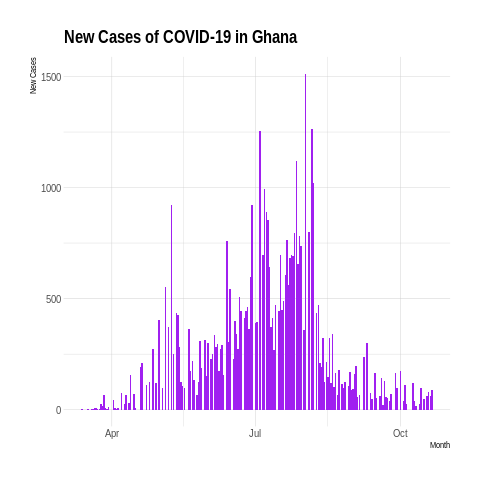 New Cases of COVID-19 in Ghana
New Cases
1500
1000
500
0
Apr
Jul
Oct
Month